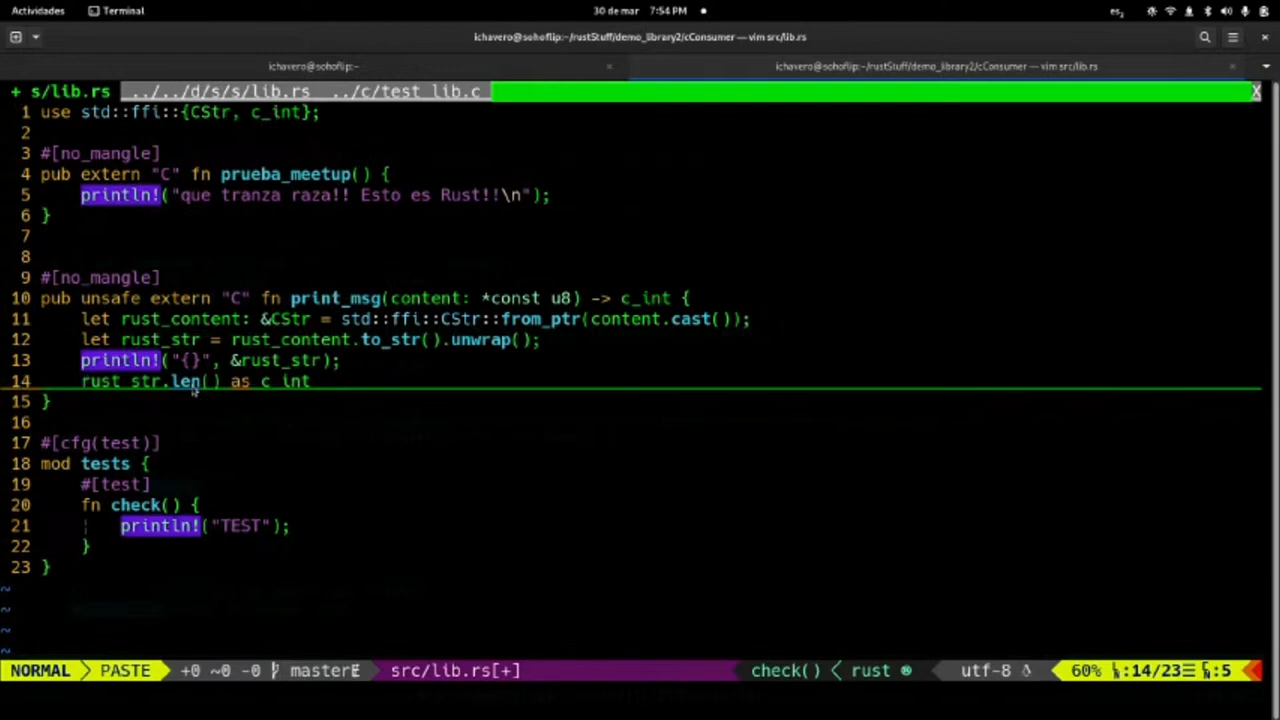 Actividades Terminal 30 de mar 7:54 PM es₂
ichavero@sohoflip:~/rustStuff/demo_library2/cConsumer — vim src/lib.rs
ichavero@sohoflip:~ × ichavero@sohoflip:~/rustStuff/demo_library2/cConsumer — vim src/lib.rs ×
+ s/lib.rs ../../d/s/s/lib.rs ../c/test_lib.c X
1 use std::ffi::{CStr, c_int};
2
3 #[no_mangle]
4 pub extern "C" fn prueba_meetup() {
5     println!("que tranza raza!! Esto es Rust!!\n");
6 }
7
8
9 #[no_mangle]
10 pub unsafe extern "C" fn print_msg(content: *const u8) -> c_int {
11     let rust_content: &CStr = std::ffi::CStr::from_ptr(content.cast());
12     let rust_str = rust_content.to_str().unwrap();
13     println!("{}", &rust_str);
14     rust_str.len() as c_int
15 }
16
17 #[cfg(test)]
18 mod tests {
19     #[test]
20     fn check() {
21     ¦   println!("TEST");
22     }
23 }
~
~
~
~
NORMAL PASTE +0 ~0 -0 master src/lib.rs[+] check() < rust utf-8 60% :14/23 :5